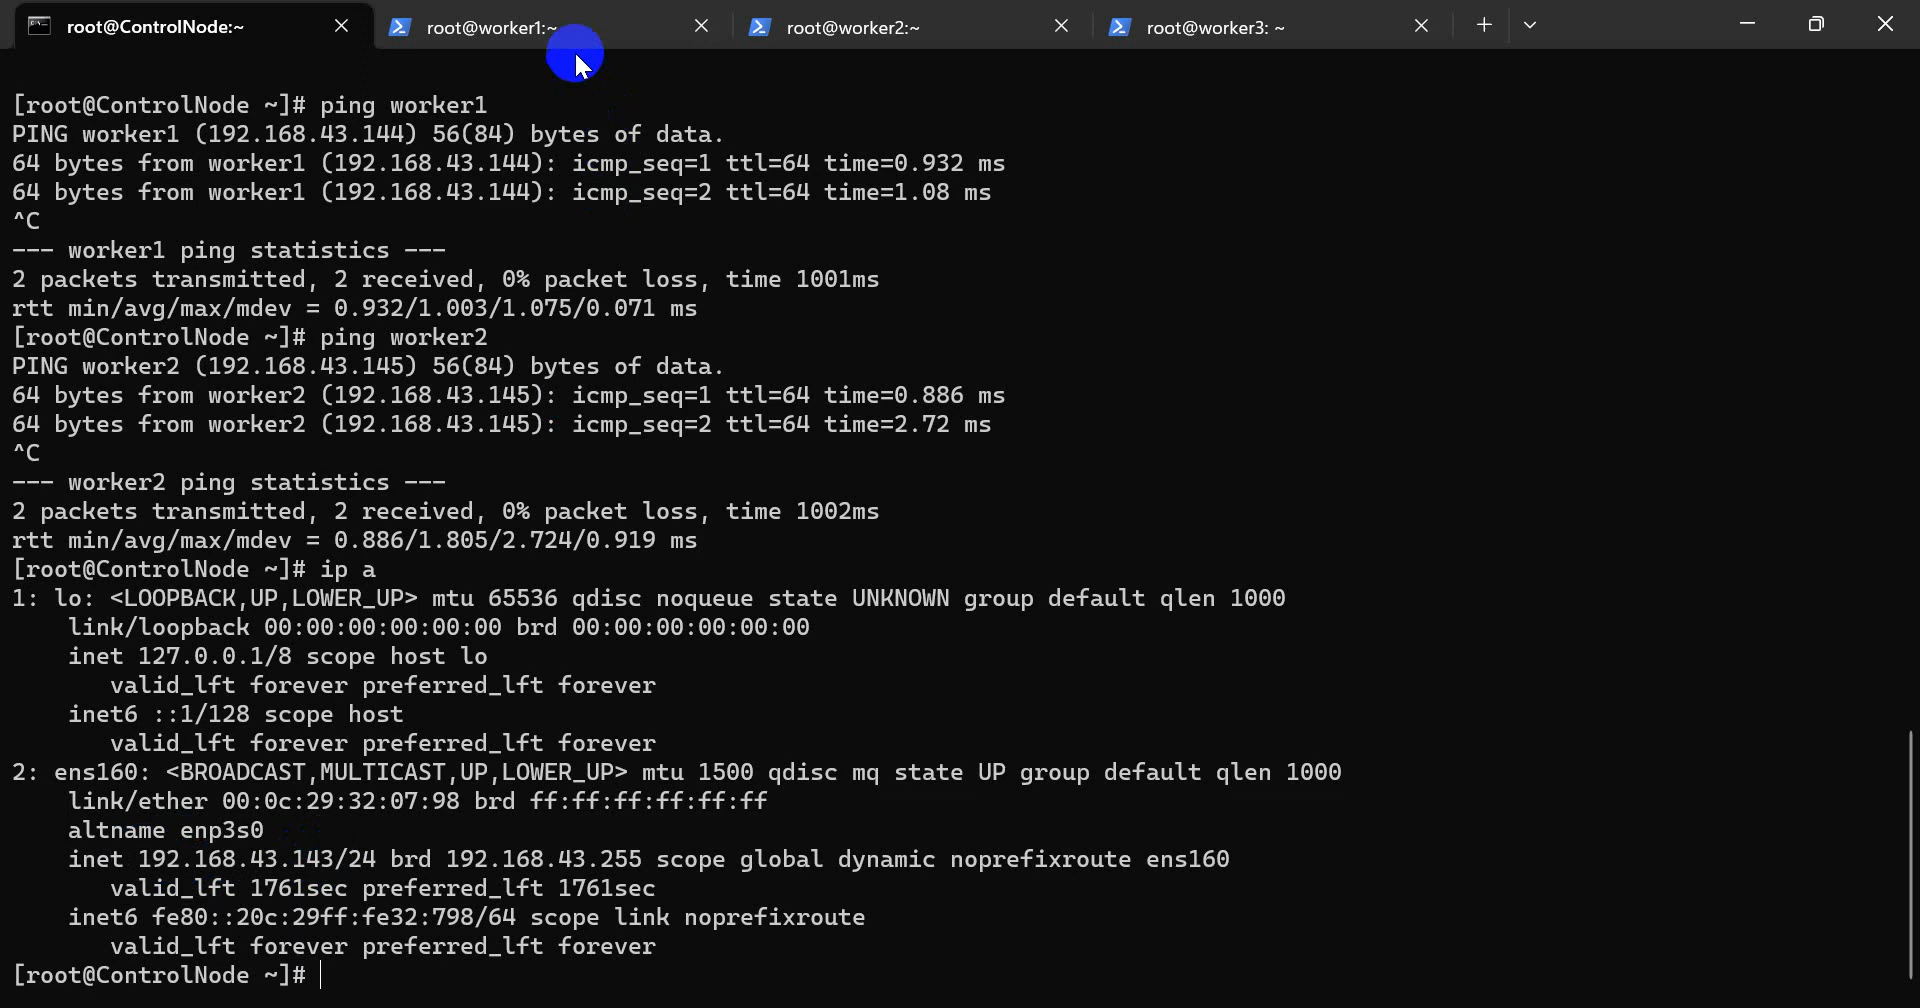 root@ControlNode:~
root@worker1:~
root@worker2:~
root@worker3: ~
[root@ControlNode ~]# ping worker1
PING worker1 (192.168.43.144) 56(84) bytes of data.
64 bytes from worker1 (192.168.43.144): icmp_seq=1 ttl=64 time=0.932 ms
64 bytes from worker1 (192.168.43.144): icmp_seq=2 ttl=64 time=1.08 ms
^C
--- worker1 ping statistics ---
2 packets transmitted, 2 received, 0% packet loss, time 1001ms
rtt min/avg/max/mdev = 0.932/1.003/1.075/0.071 ms
[root@ControlNode ~]# ping worker2
PING worker2 (192.168.43.145) 56(84) bytes of data.
64 bytes from worker2 (192.168.43.145): icmp_seq=1 ttl=64 time=0.886 ms
64 bytes from worker2 (192.168.43.145): icmp_seq=2 ttl=64 time=2.72 ms
^C
--- worker2 ping statistics ---
2 packets transmitted, 2 received, 0% packet loss, time 1002ms
rtt min/avg/max/mdev = 0.886/1.805/2.724/0.919 ms
[root@ControlNode ~]# ip a
1: lo: <LOOPBACK,UP,LOWER_UP> mtu 65536 qdisc noqueue state UNKNOWN group default qlen 1000
    link/loopback 00:00:00:00:00:00 brd 00:00:00:00:00:00
    inet 127.0.0.1/8 scope host lo
       valid_lft forever preferred_lft forever
    inet6 ::1/128 scope host
       valid_lft forever preferred_lft forever
2: ens160: <BROADCAST,MULTICAST,UP,LOWER_UP> mtu 1500 qdisc mq state UP group default qlen 1000
    link/ether 00:0c:29:32:07:98 brd ff:ff:ff:ff:ff:ff
    altname enp3s0
    inet 192.168.43.143/24 brd 192.168.43.255 scope global dynamic noprefixroute ens160
       valid_lft 1761sec preferred_lft 1761sec
    inet6 fe80::20c:29ff:fe32:798/64 scope link noprefixroute
       valid_lft forever preferred_lft forever
[root@ControlNode ~]#